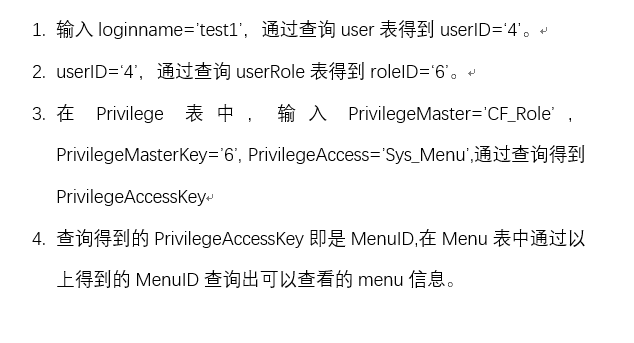 1. 输入 loginname=’test1’，通过查询 user 表得到 userID=‘4’。
2. userID=‘4’，通过查询 userRole 表得到 roleID=‘6’。
3. 在 Privilege 表中，输入 PrivilegeMaster=’CF_Role’，
PrivilegeMasterKey=’6’, PrivilegeAccess=’Sys_Menu’,通过查询得到
PrivilegeAccessKey
4. 查询得到的 PrivilegeAccessKey 即是 MenuID,在 Menu 表中通过以
上得到的 MenuID 查询出可以查看的 menu 信息。